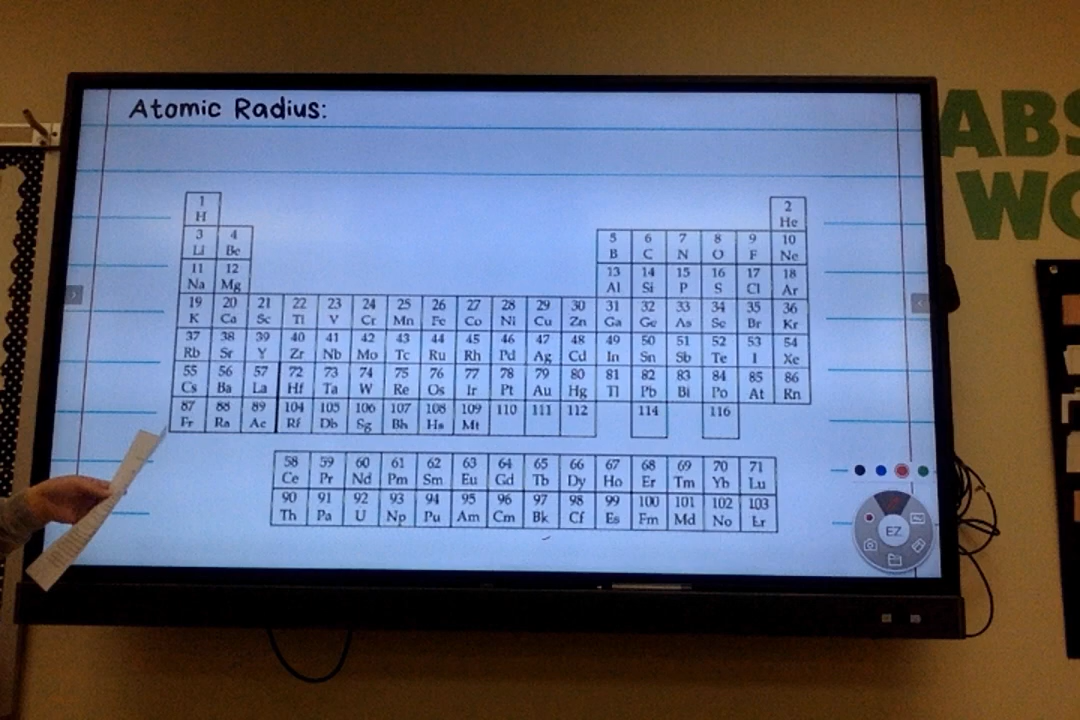 Atomic Radius:
ABS
WO
1 2
H He
3 4 5 6 7 8 9 10
Li Be B C N O F Ne
11 12 13 14 15 16 17 18
Na Mg Al Si P S Cl Ar
19 20 21 22 23 24 25 26 27 28 29 30 31 32 33 34 35 36
K Ca Sc Ti V Cr Mn Fe Co Ni Cu Zn Ga Ge As Se Br Kr
37 38 39 40 41 42 43 44 45 46 47 48 49 50 51 52 53 54
Rb Sr Y Zr Nb Mo Tc Ru Rh Pd Ag Cd In Sn Sb Te I Xe
55 56 57 72 73 74 75 76 77 78 79 80 81 82 83 84 85 86
Cs Ba La Hf Ta W Re Os Ir Pt Au Hg Tl Pb Bi Po At Rn
87 88 89 104 105 106 107 108 109 110 111 112 114 116
Fr Ra Ac Rf Db Sg Bh Hs Mt
58 59 60 61 62 63 64 65 66 67 68 69 70 71
Ce Pr Nd Pm Sm Eu Gd Tb Dy Ho Er Tm Yb Lu
90 91 92 93 94 95 96 97 98 99 100 101 102 103
Th Pa U Np Pu Am Cm Bk Cf Es Fm Md No Lr
EZ